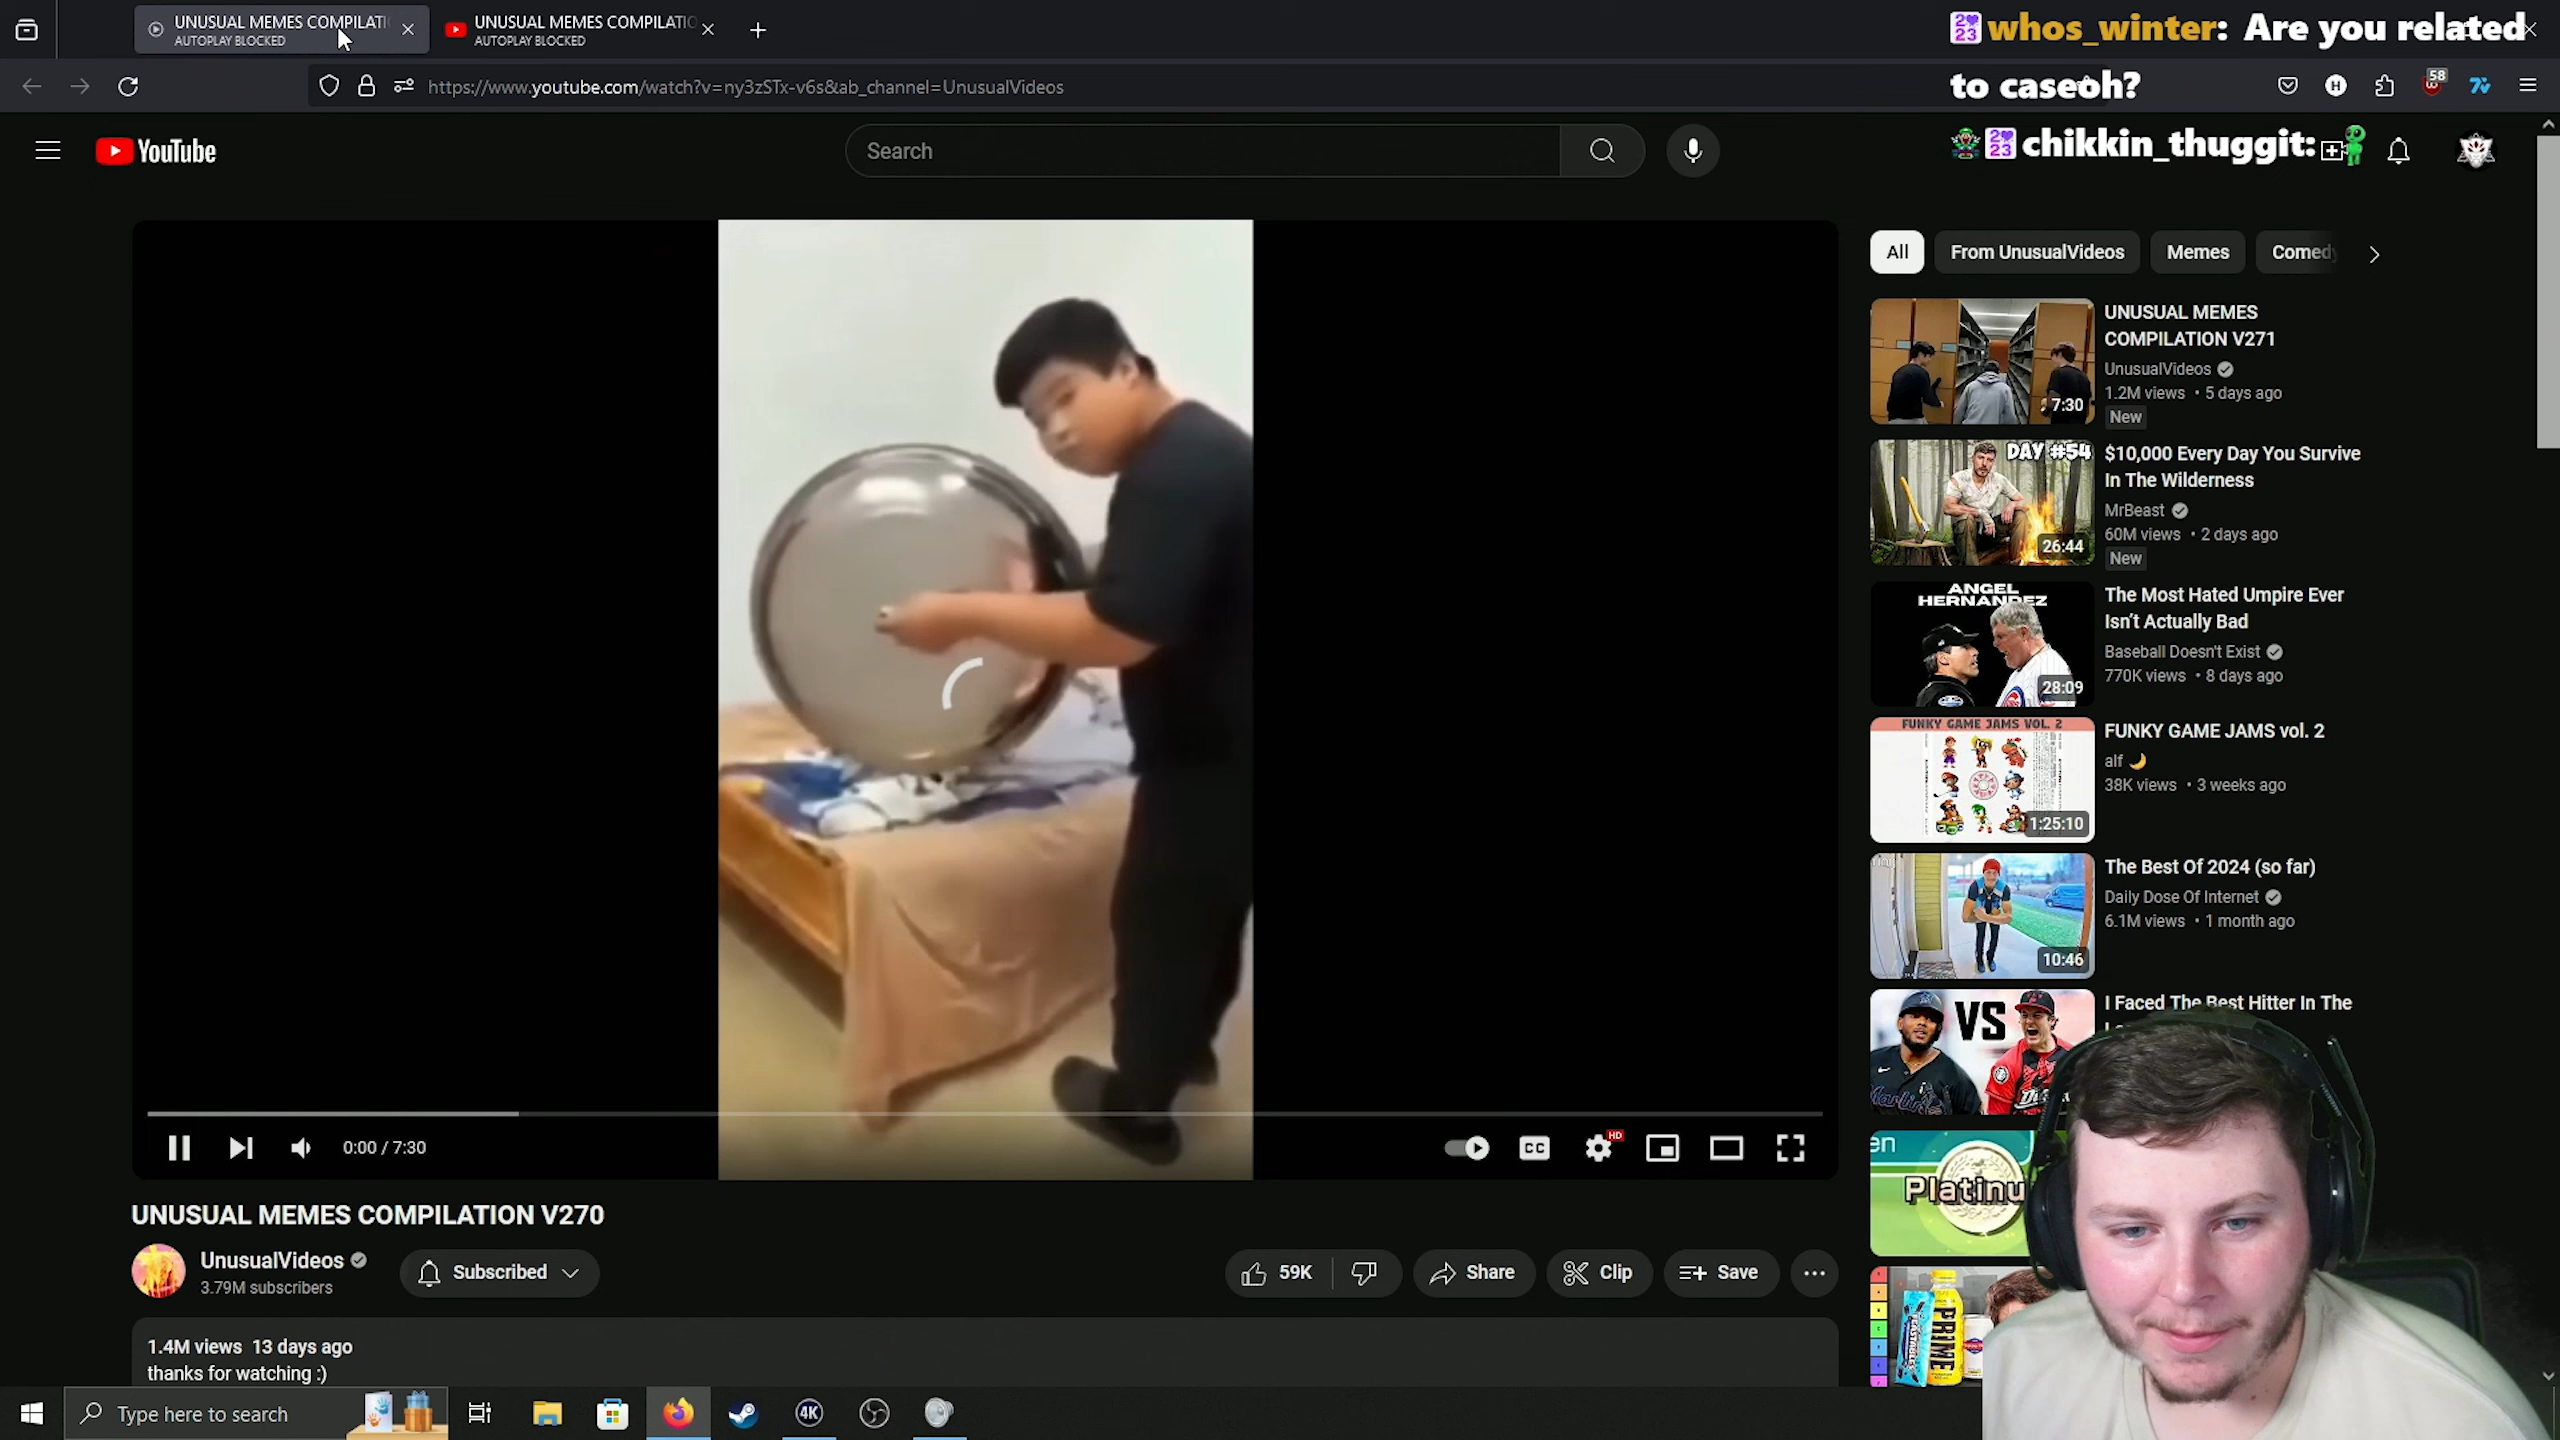 UNUSUAL MEMES COMPILATI
AUTOPLAY BLOCKED
UNUSUAL MEMES COMPILATIO
AUTOPLAY BLOCKED
whos_winter: Are you related
to caseoh?
https://www.youtube.com/watch?v=ny3zSTx-v6s&ab_channel=UnusualVideos
H
58
YouTube
Search
chikkin_thuggit:
All
From UnusualVideos
Memes
Comedy
7:30
UNUSUAL MEMES
COMPILATION V271
UnusualVideos
1.2M views • 5 days ago
New
DAY #54
26:44
$10,000 Every Day You Survive
In The Wilderness
MrBeast
60M views • 2 days ago
New
ANGEL
HERNANDEZ
28:09
The Most Hated Umpire Ever
Isn't Actually Bad
Baseball Doesn't Exist
770K views • 8 days ago
FUNKY GAME JAMS VOL. 2
1:25:10
FUNKY GAME JAMS vol. 2
alf
38K views • 3 weeks ago
10:46
The Best Of 2024 (so far)
Daily Dose Of Internet
6.1M views • 1 month ago
VS
I Faced The Best Hitter In The
en
Platinu
PRIME
0:00 / 7:30
CC
HD
UNUSUAL MEMES COMPILATION V270
UnusualVideos
3.79M subscribers
Subscribed
59K
Share
Clip
Save
1.4M views 13 days ago
thanks for watching :)
Type here to search
4K